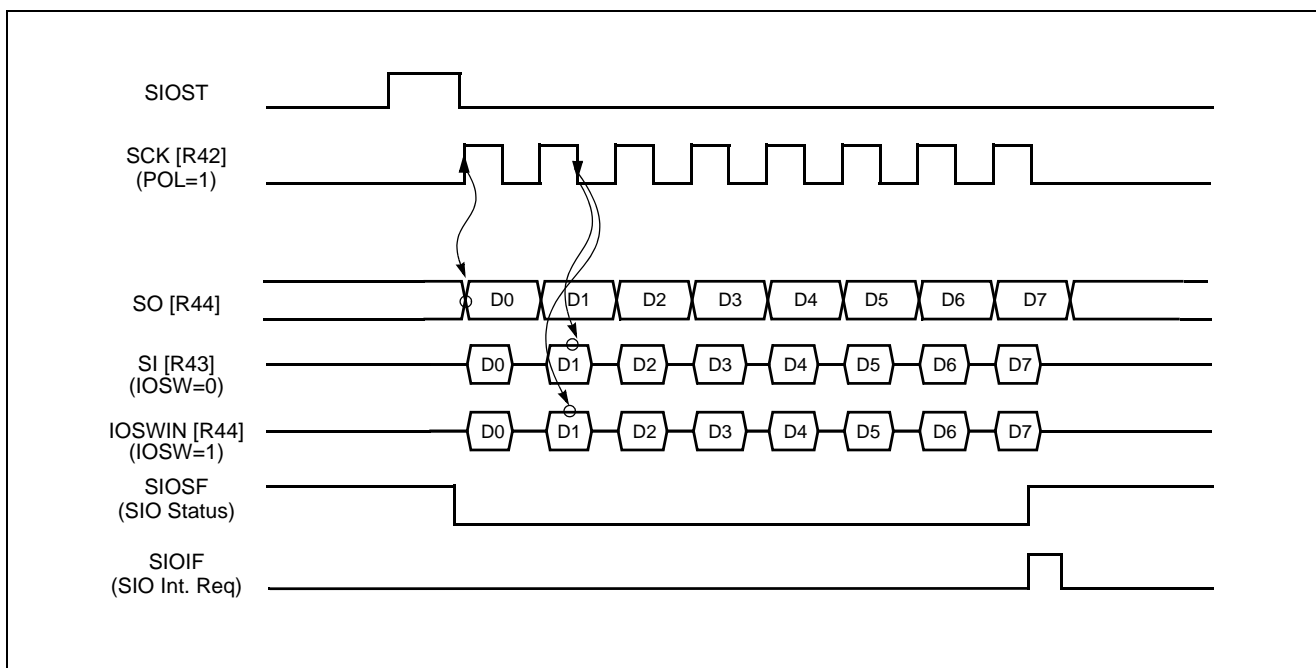 SIOST
SCK [R42]
(POL=1)
SO [R44]
D0 D1 D2 D3 D4 D5 D6 D7
SI [R43]
(IOSW=0)
D0 D1 D2 D3 D4 D5 D6 D7
IOSWIN [R44]
(IOSW=1)
D0 D1 D2 D3 D4 D5 D6 D7
SIOSF
(SIO Status)
SIOIF
(SIO Int. Req)